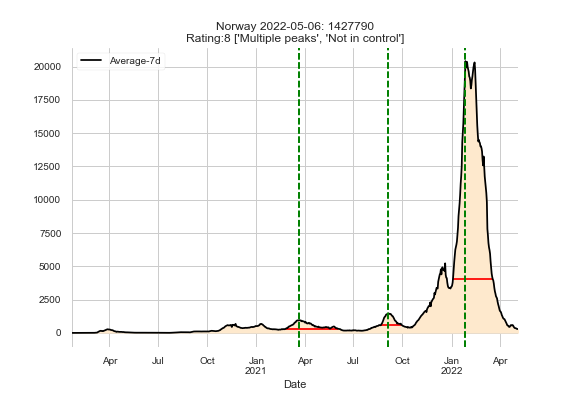 Norway 2022-05-06: 1427790
Rating:8 ['Multiple peaks', 'Not in control']
Average-7d
20000
17500
15000
12500
10000
7500
5000
2500
0
Apr Jul Oct Jan Apr Jul Oct Jan Apr
2021 2022
Date